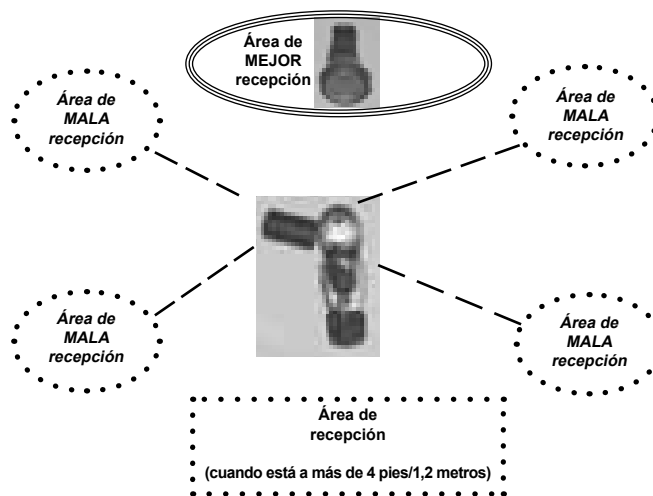 Área de
MEJOR
recepción
Área de
MALA
recepción
Área de
MALA
recepción
Área de
MALA
recepción
Área de
MALA
recepción
Área de
recepción
(cuando está a más de 4 pies/1,2 metros)